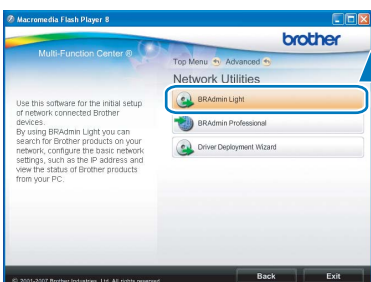 Macromedia Flash Player 8
brother
Multi-Function Center ®
Top Menu Advanced
Network Utilities
BRAdmin Light
BRAdmin Professional
Driver Deployment Wizard
Use this software for the initial setup
of network connected Brother
devices.
By using BRAdmin Light you can
search for Brother products on your
network, configure the basic network
settings, such as the IP address and
view the status of Brother products
from your PC.
Back Exit
© 2001-2007 Brother Industries, Ltd. All rights reserved.